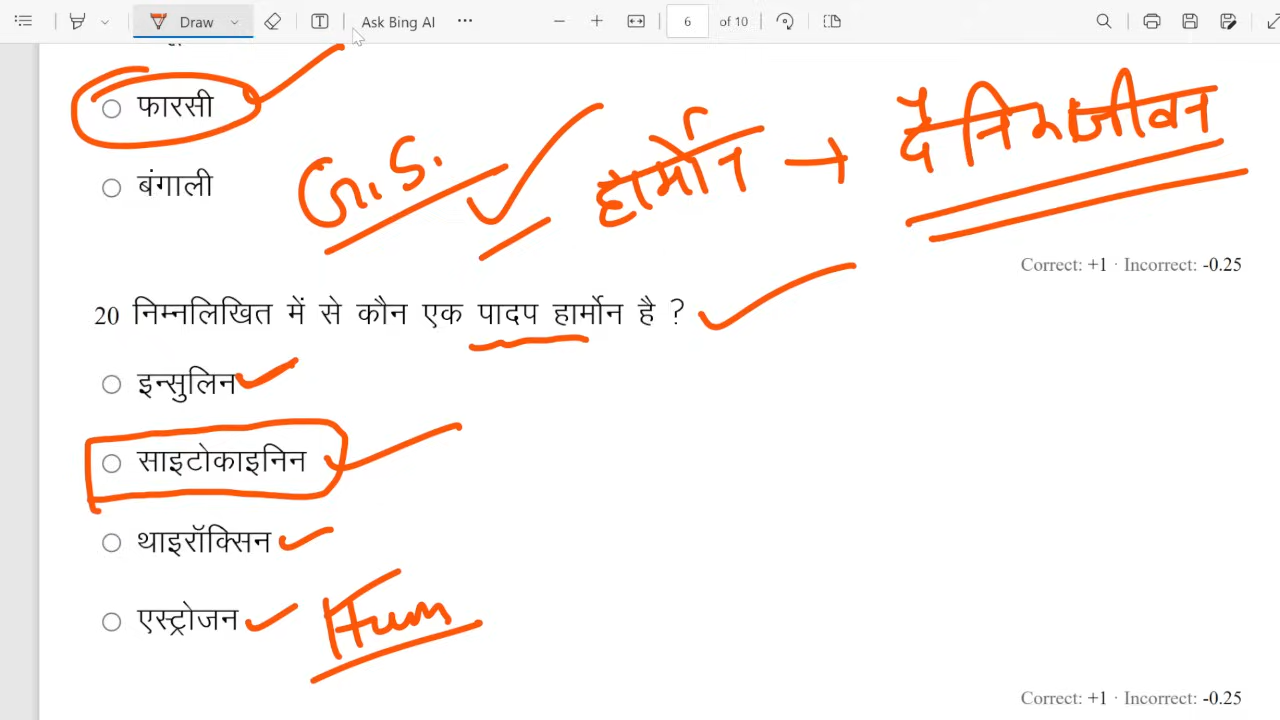 Draw
Ask Bing AI
6 of 10
फारसी
बंगाली
G.S. हार्मोन → दैनिक जीवन
Correct: +1 · Incorrect: -0.25
20 निम्नलिखित में से कौन एक पादप हार्मोन है ?
इन्सुलिन
साइटोकाइनिन
थाइरॉक्सिन
एस्ट्रोजन
Hum
Correct: +1 · Incorrect: -0.25